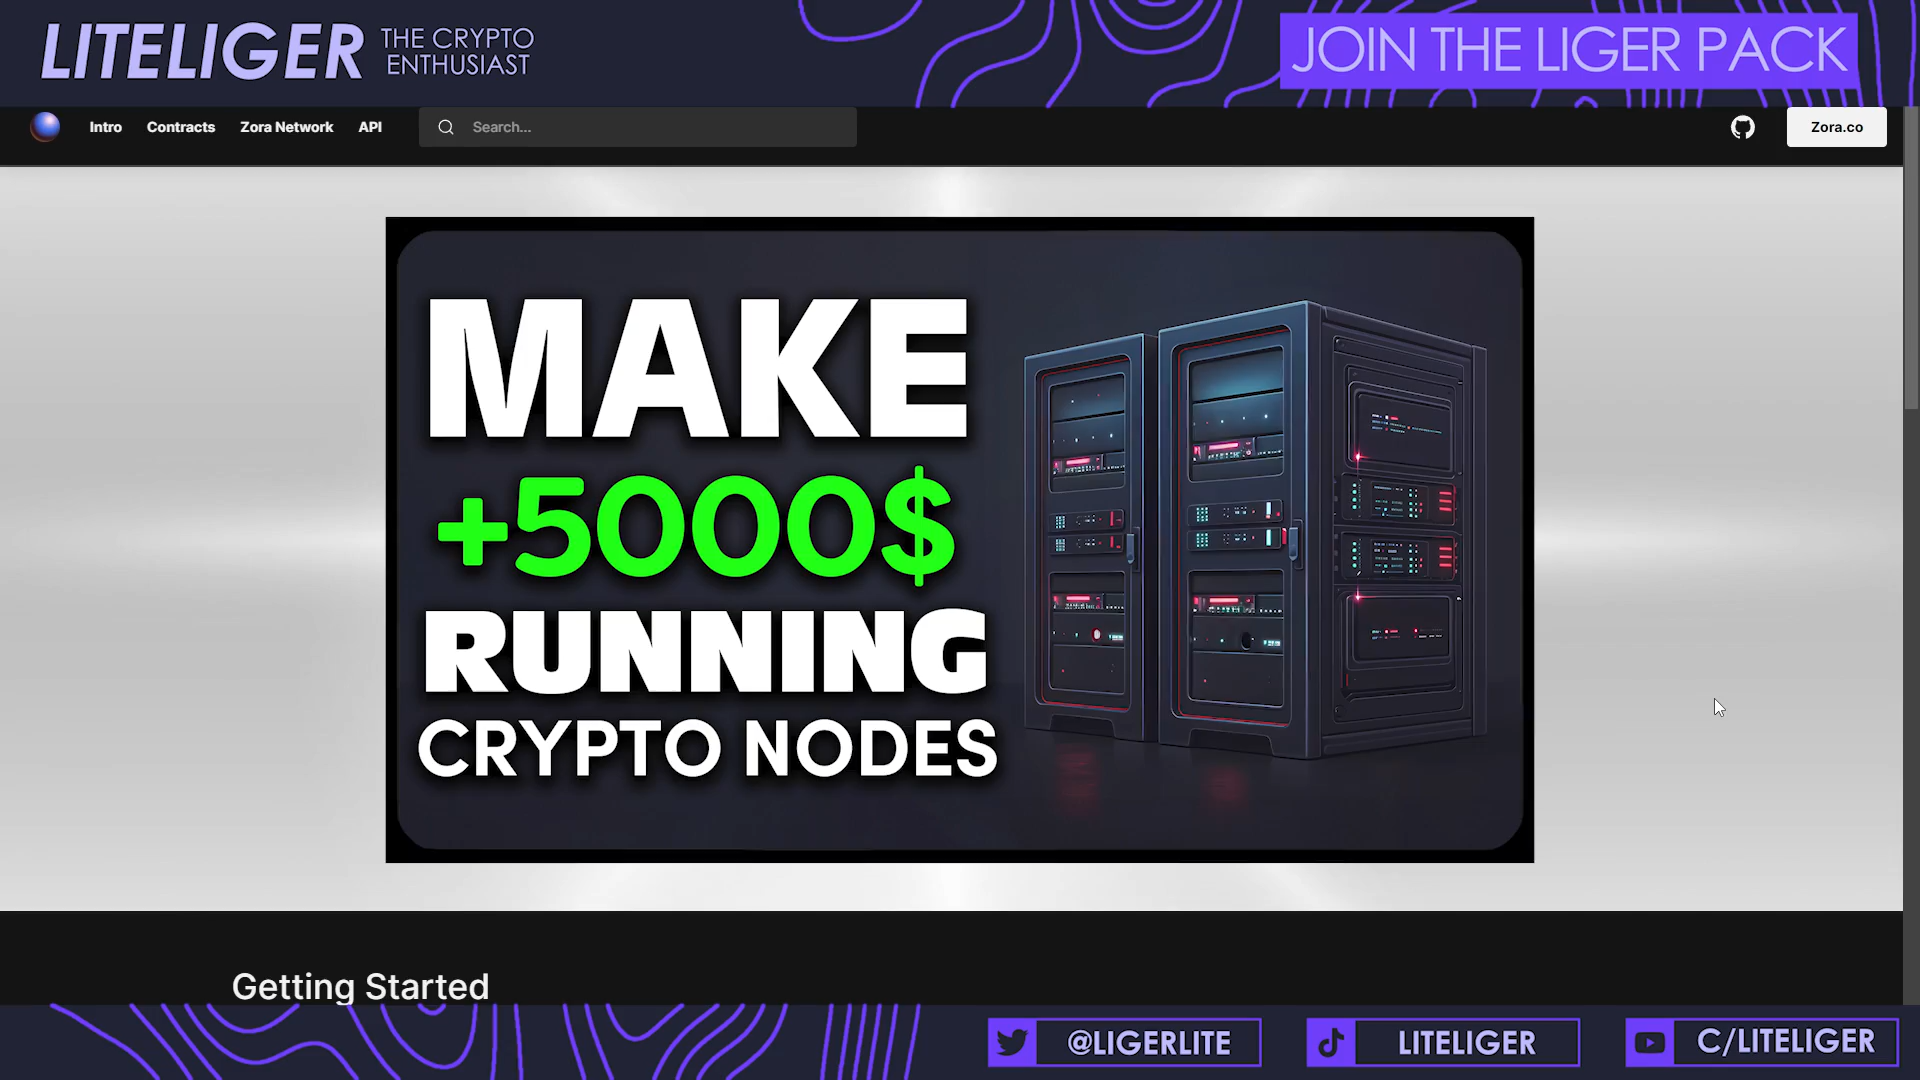 LITELIGER
THE CRYPTO
ENTHUSIAST
JOIN THE LIGER PACK
Intro Contracts Zora Network API Search... Zora.co
MAKE
+5000$
RUNNING
CRYPTO NODES
Getting Started
@LIGERLITE LITELIGER C/LITELIGER